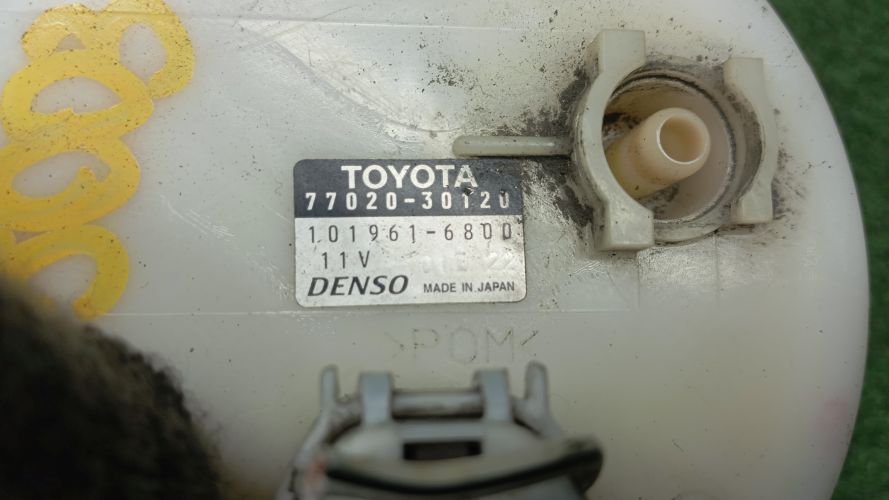 TOYOTA
77020-30120
101961-6800
11V
DENSO MADE IN JAPAN
>POM<